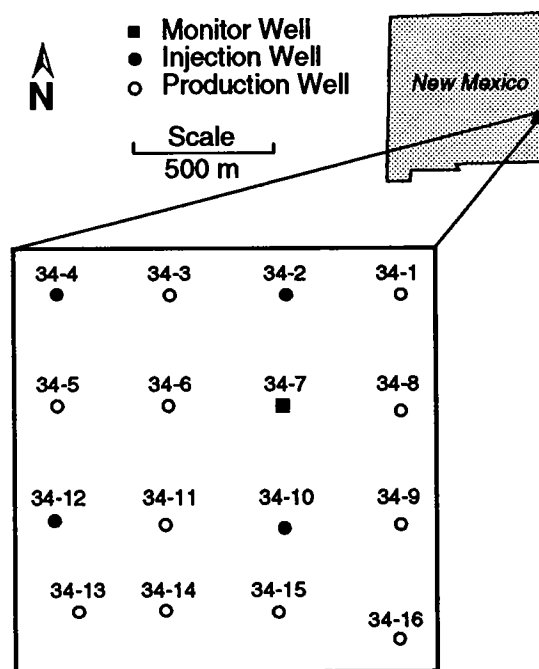 Monitor Well
Injection Well
Production Well
N
New Mexico
Scale
500 m
34-4 34-3 34-2 34-1
34-5 34-6 34-7 34-8
34-12 34-11 34-10 34-9
34-13 34-14 34-15 34-16